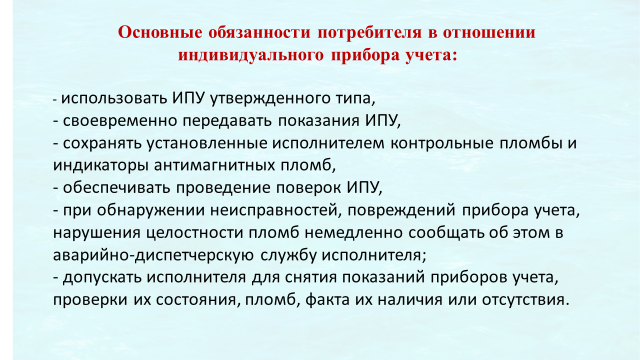 Основные обязанности потребителя в отношении
индивидуального прибора учета:
- использовать ИПУ утвержденного типа,
- своевременно передавать показания ИПУ,
- сохранять установленные исполнителем контрольные пломбы и
индикаторы антимагнитных пломб,
- обеспечивать проведение поверок ИПУ,
- при обнаружении неисправностей, повреждений прибора учета,
нарушения целостности пломб немедленно сообщать об этом в
аварийно-диспетчерскую службу исполнителя;
- допускать исполнителя для снятия показаний приборов учета,
проверки их состояния, пломб, факта их наличия или отсутствия.